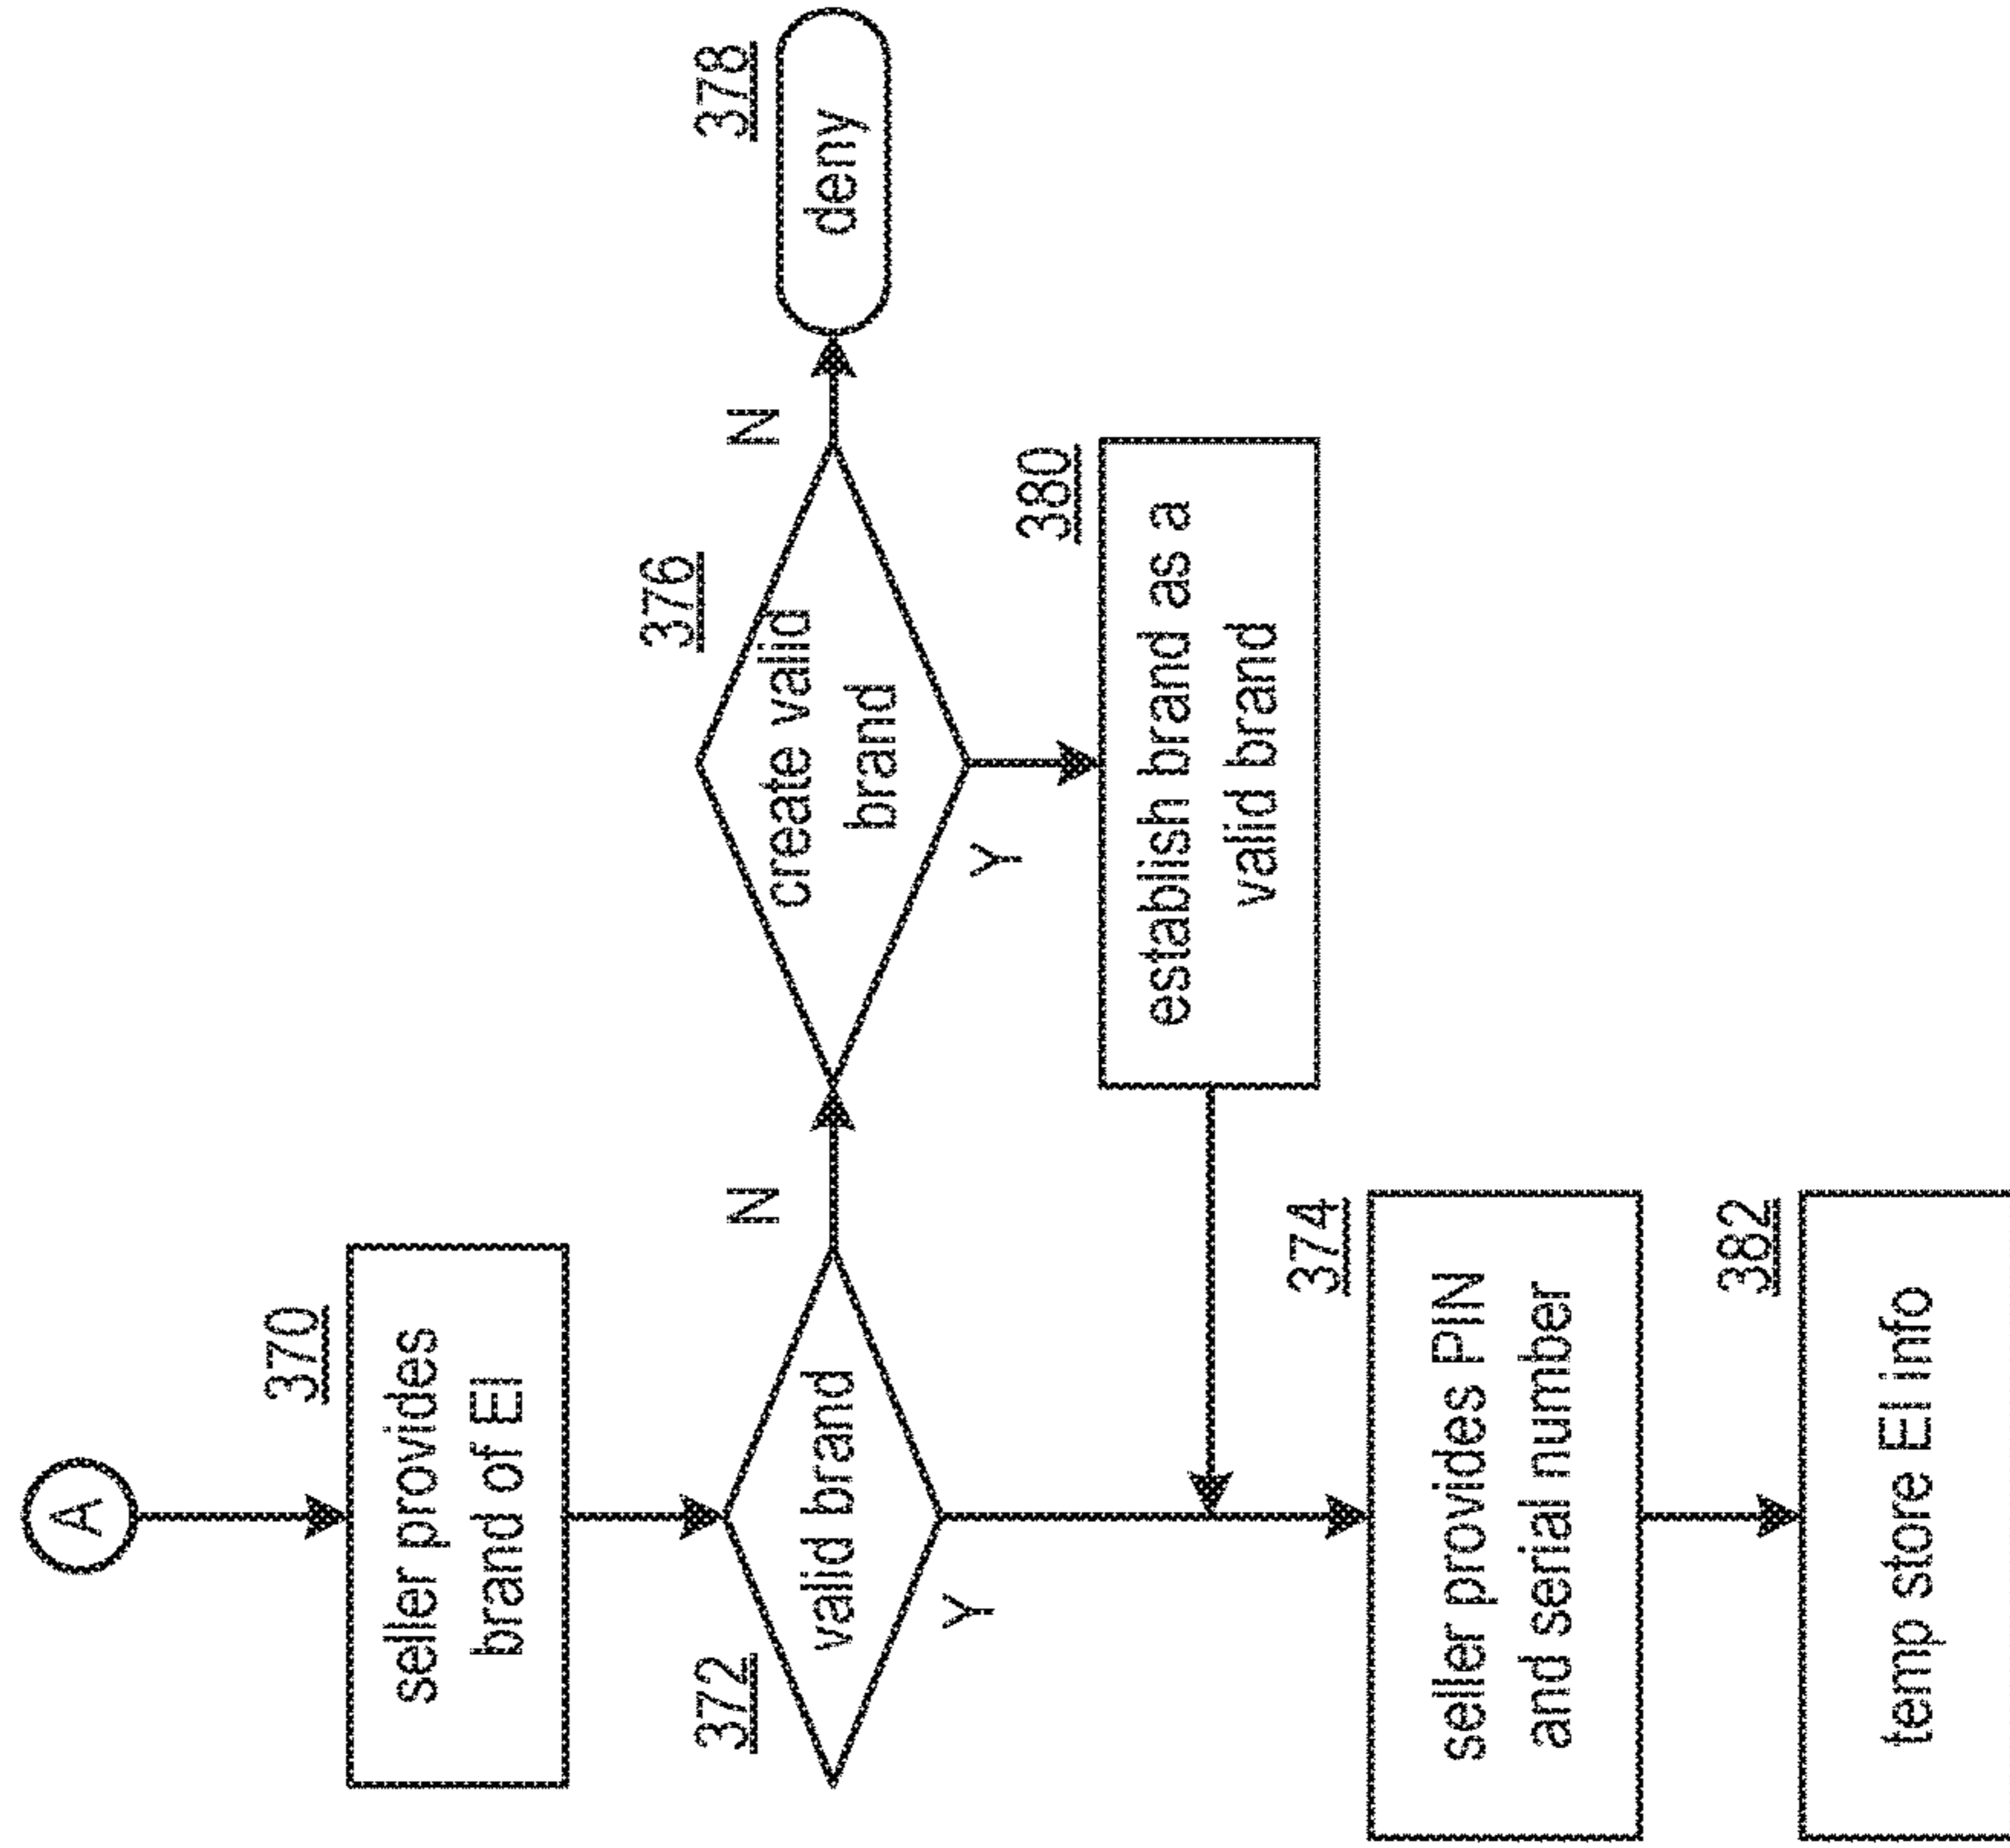 A
370
seller provides
brand of EI
372
valid brand
N
Y
376
create valid
brand
N
Y
378
deny
380
establish brand as a
valid brand
374
seller provides PIN
and serial number
382
temp store EI info